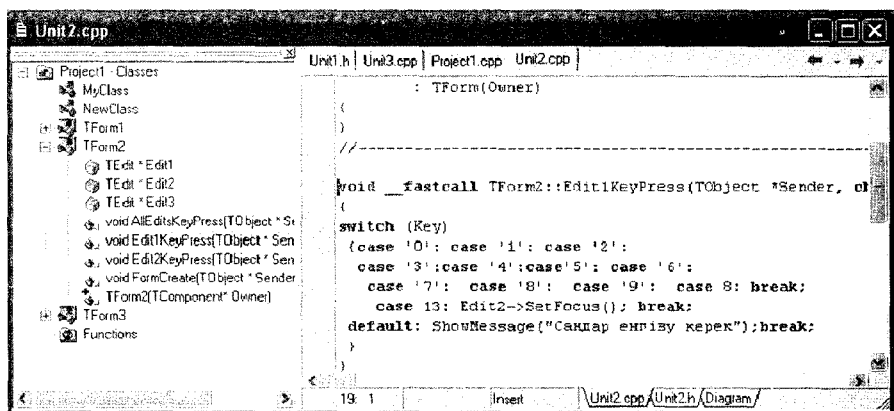 Unit2.cpp
Project1 - Classes
MyClass
NewClass
TForm1
TForm2
TEdit * Edit1
TEdit * Edit2
TEdit * Edit3
void AllEditsKeyPress(TObject * Se
void Edit1KeyPress(TObject * Sen
void Edit2KeyPress(TObject * Sen
void FormCreate(TObject * Sender
TForm2(TComponent* Owner)
TForm3
Functions
Unit1.h Unit3.cpp Project1.cpp Unit2.cpp
: TForm(Owner)
{
}
//----------------------------------------------------------
void __fastcall TForm2::Edit1KeyPress(TObject *Sender, ch
{
switch (Key)
{case '0': case '1': case '2':
case '3':case '4':case'5': case '6':
case '7': case '8': case '9': case 8: break;
case 13: Edit2->SetFocus(); break;
default: ShowMessage("Сандар енгізу керек");break;
}
}
19: 1 Insert Unit2.cpp Unit2.h Diagram